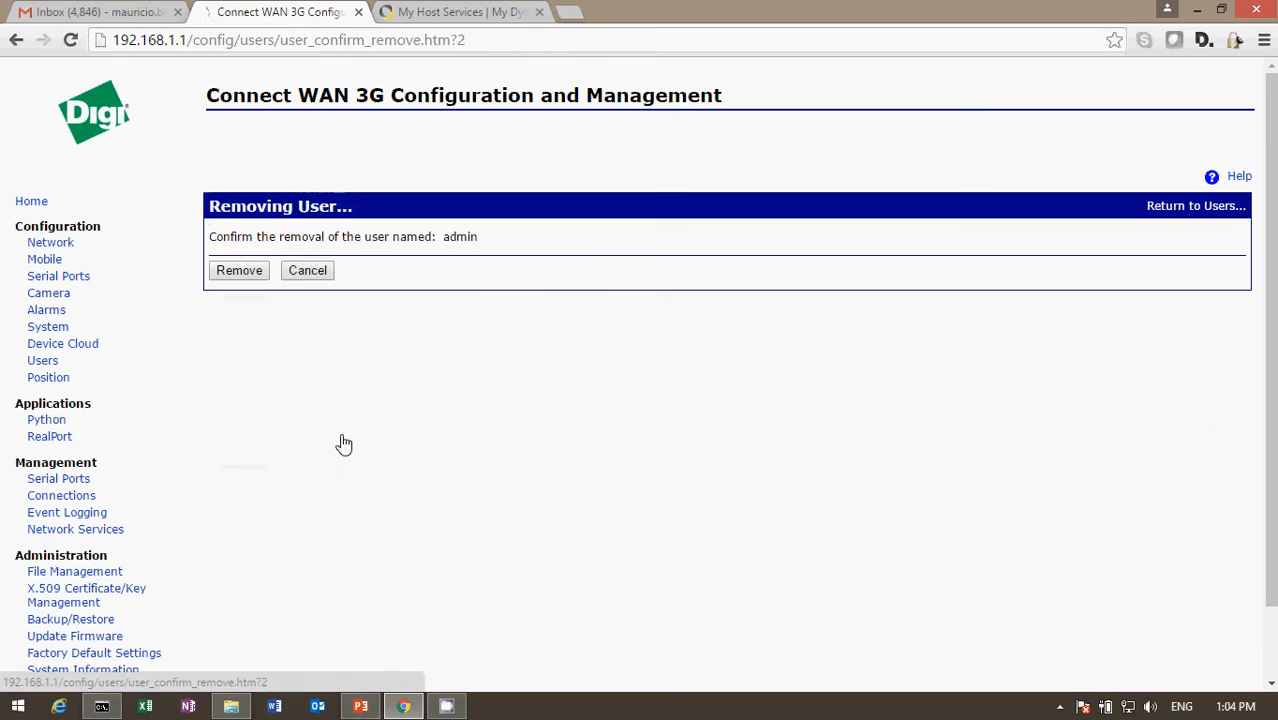 Inbox (4,846) - mauricio.b
Connect WAN 3G Configu
My Host Services | My Dy
192.168.1.1/config/users/user_confirm_remove.htm?2
Digi
Connect WAN 3G Configuration and Management
Help
Home
Configuration
Network
Mobile
Serial Ports
Camera
Alarms
System
Device Cloud
Users
Position
Applications
Python
RealPort
Management
Serial Ports
Connections
Event Logging
Network Services
Administration
File Management
X.509 Certificate/Key
Management
Backup/Restore
Update Firmware
Factory Default Settings
System Information
Removing User...
Return to Users...
Confirm the removal of the user named: admin
Remove
Cancel
192.168.1.1/config/users/user_confirm_remove.htm?2
ENG
1:04 PM